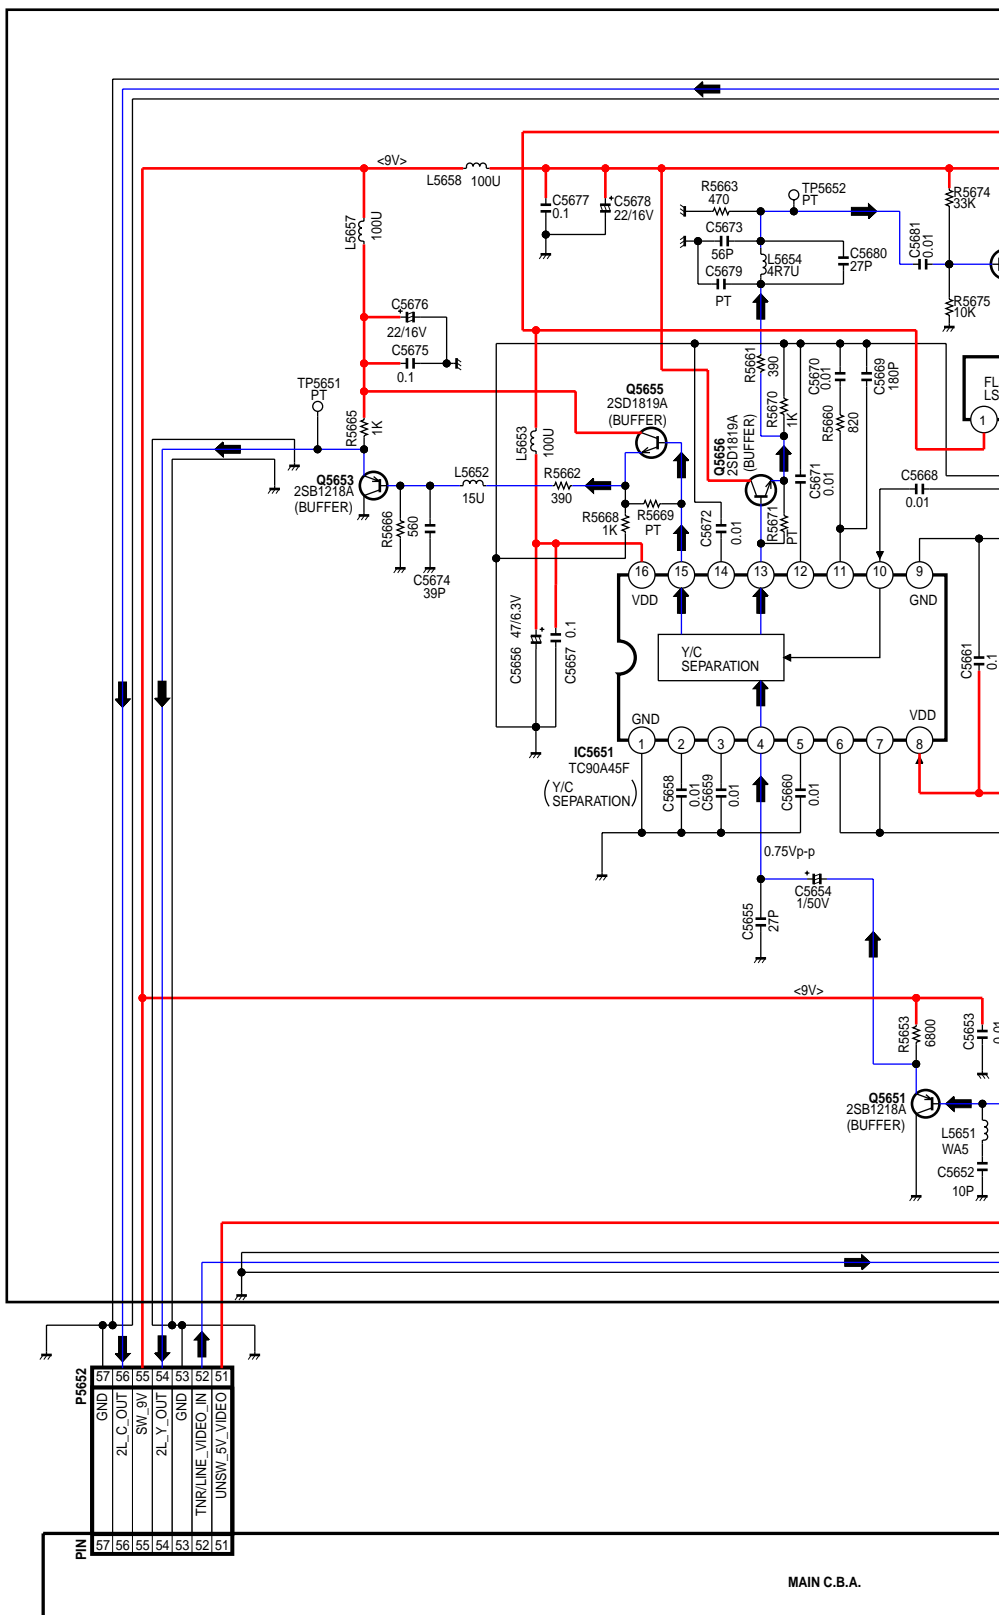 <9V>
L5658 100U
L5657
100U
C5677
0.1
+
C5678
22/16V
R5663
470
TP5652
PT
R5674
33K
C5673
56P
C5681
0.01
L5654
4R7U
C5680
27P
C5679
PT
R5675
10K
+
C5676
22/16V
C5675
0.1
R5661
390
C5670
0.01
C5669
180P
TP5651
PT
R5665
1K
Q5655
2SD1819A
(BUFFER)
Q5656
2SD1819A
(BUFFER)
R5670
1K
R5660
820
FL
LS
1
L5653
100U
Q5653
2SB1218A
(BUFFER)
L5652
15U
R5662
390
C5671
0.01
C5668
0.01
R5666
560
C5674
39P
R5668
1K
R5669
PT
C5672
0.01
R5671
PT
16 15 14 13 12 11 10 9
VDD
GND
C5656 47/6.3V
+
C5657 0.1
Y/C
SEPARATION
C5661
0.1
GND
VDD
1 2 3 4 5 6 7 8
IC5651
TC90A45F
(Y/C
SEPARATION)
C5658
0.01
C5659
0.01
C5660
0.01
0.75Vp-p
+
C5654
1/50V
C5655
27P
<9V>
R5653
6800
C5653
0.01
Q5651
2SB1218A
(BUFFER)
L5651
WA5
C5652
10P
P5652
57 56 55 54 53 52 51
GND
2L_C_OUT
SW_9V
2L_Y_OUT
GND
TNR/LINE_VIDEO_IN
UNSW_5V_VIDEO
PIN
57 56 55 54 53 52 51
MAIN C.B.A.